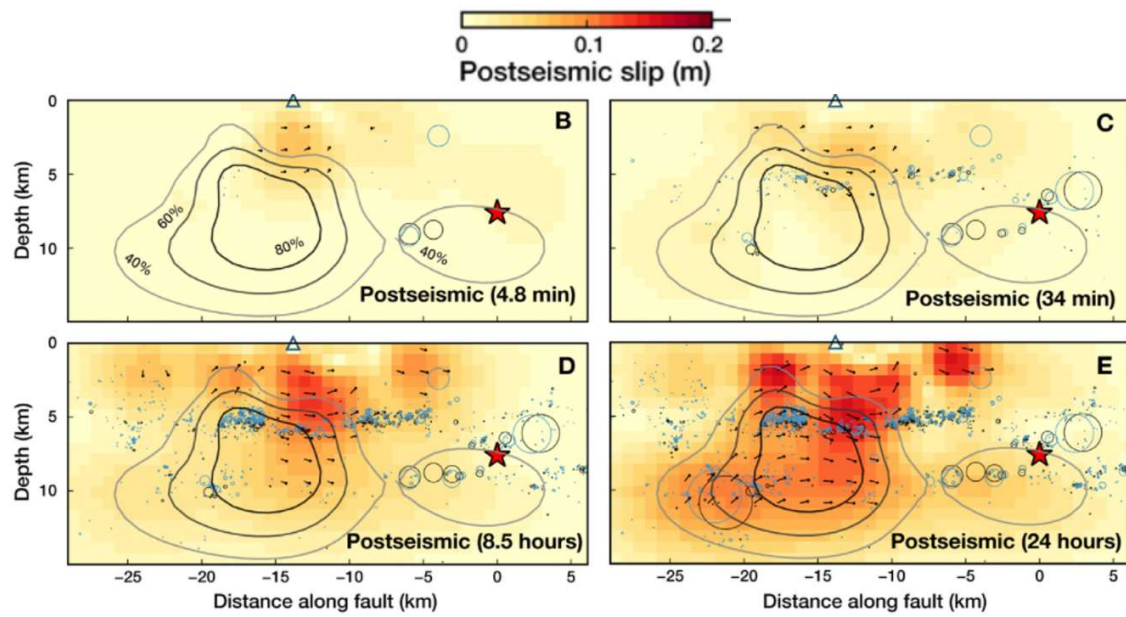 0 0.1 0.2
Postseismic slip (m)
0
5
10
Depth (km)
B
60%
40%
80%
40%
Postseismic (4.8 min)
C
Postseismic (34 min)
0
5
10
Depth (km)
D
Postseismic (8.5 hours)
E
Postseismic (24 hours)
−25 −20 −15 −10 −5 0 5
−25 −20 −15 −10 −5 0 5
Distance along fault (km)
Distance along fault (km)